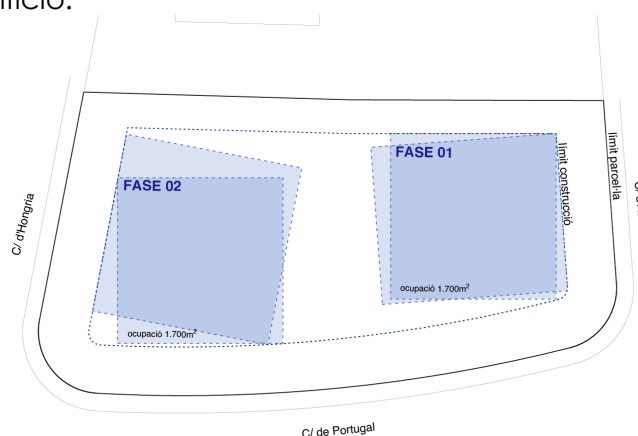 FASE 01
FASE 02
límit construcció
límit parcel·la
C/ d'Hongria
ocupació 1.700m²
ocupació 1.700m²
C/ de Portugal